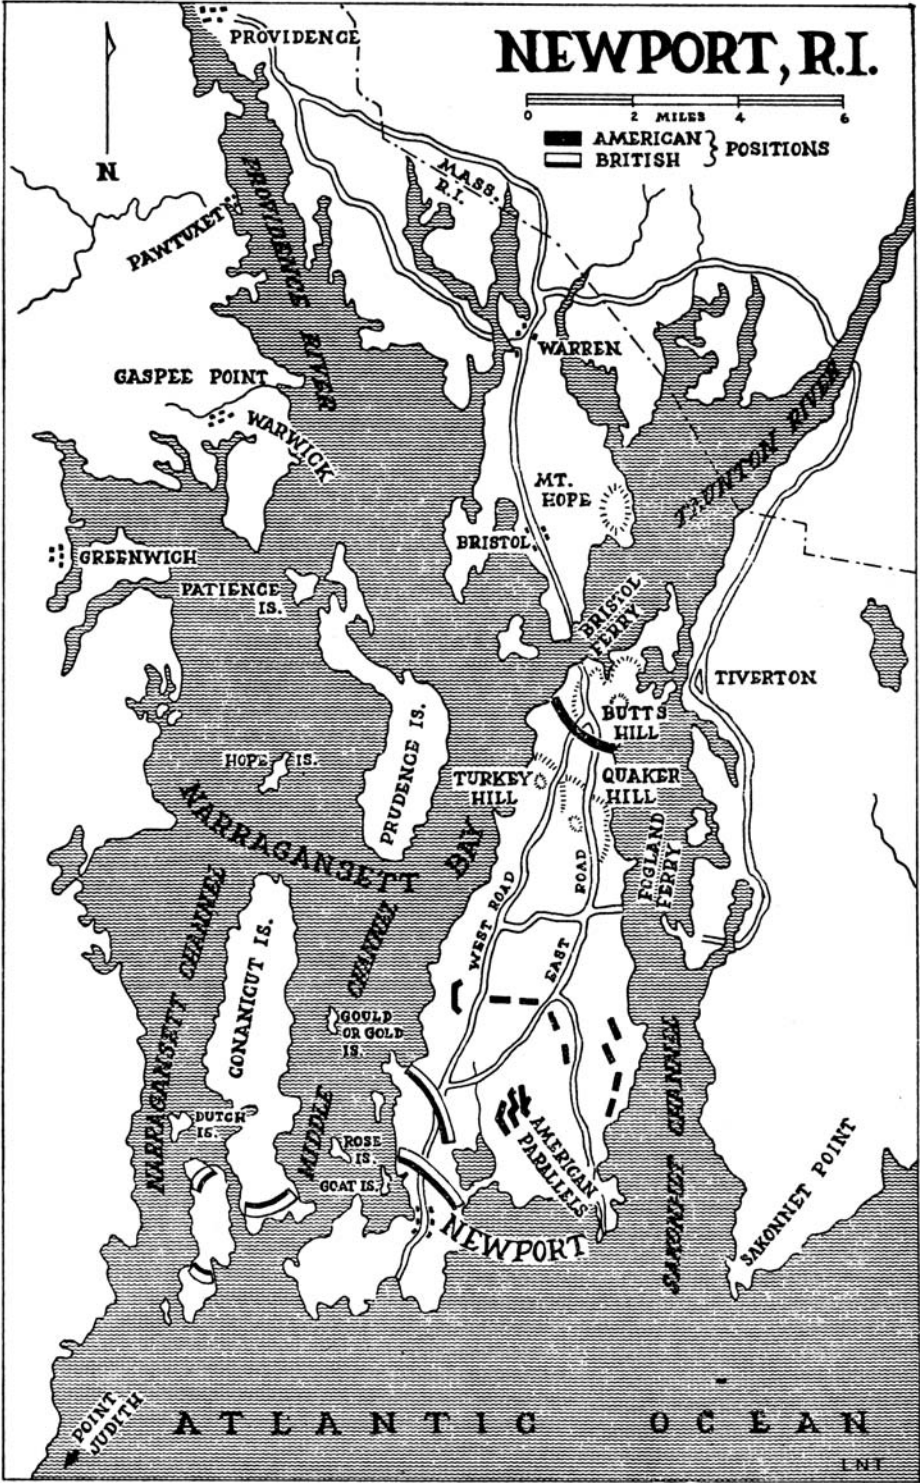 PROVIDENCE
NEWPORT, R.I.
0 2 MILES 4 6
AMERICAN
BRITISH
POSITIONS
N
PROVIDENCE RIVER
MASS.
R.I.
PAWTUXET
WARREN
GASPEE POINT
WARWICK
TAUNTON RIVER
MT.
HOPE
BRISTOL
GREENWICH
PATIENCE
IS.
BRISTOL
FERRY
TIVERTON
BUTTS
HILL
PRUDENCE IS.
HOPE IS.
TURKEY
HILL
QUAKER
HILL
NARRAGANSETT BAY
FOGLAND
FERRY
WEST ROAD
EAST ROAD
NARRAGANSETT CHANNEL
CONANICUT IS.
MIDDLE CHANNEL
GOULD
OR GOLD
IS.
SAKONNET CHANNEL
DUTCH
IS.
ROSE
IS.
GOAT IS.
AMERICAN
PARALLELS
SAKONNET POINT
NEWPORT
POINT
JUDITH
ATLANTIC OCEAN
LNT